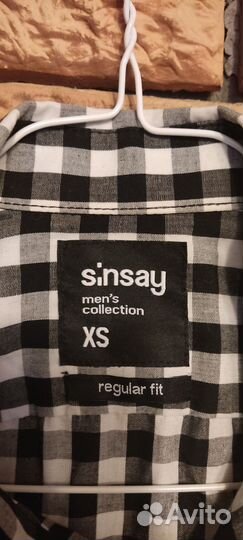 sinsay
men's
collection
XS
regular fit
Avito